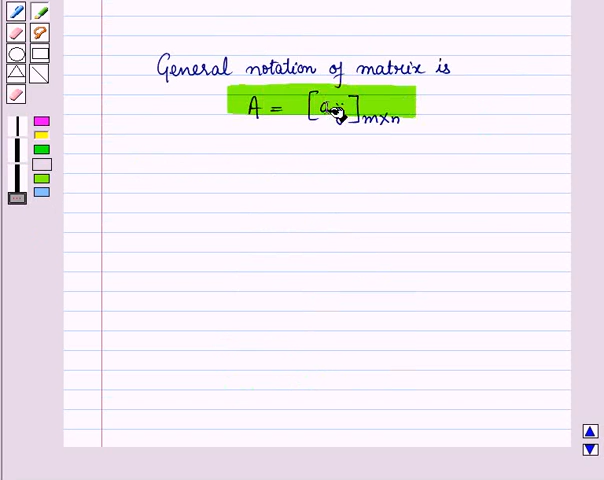 General notation of matrix is
A = [aij]m×n